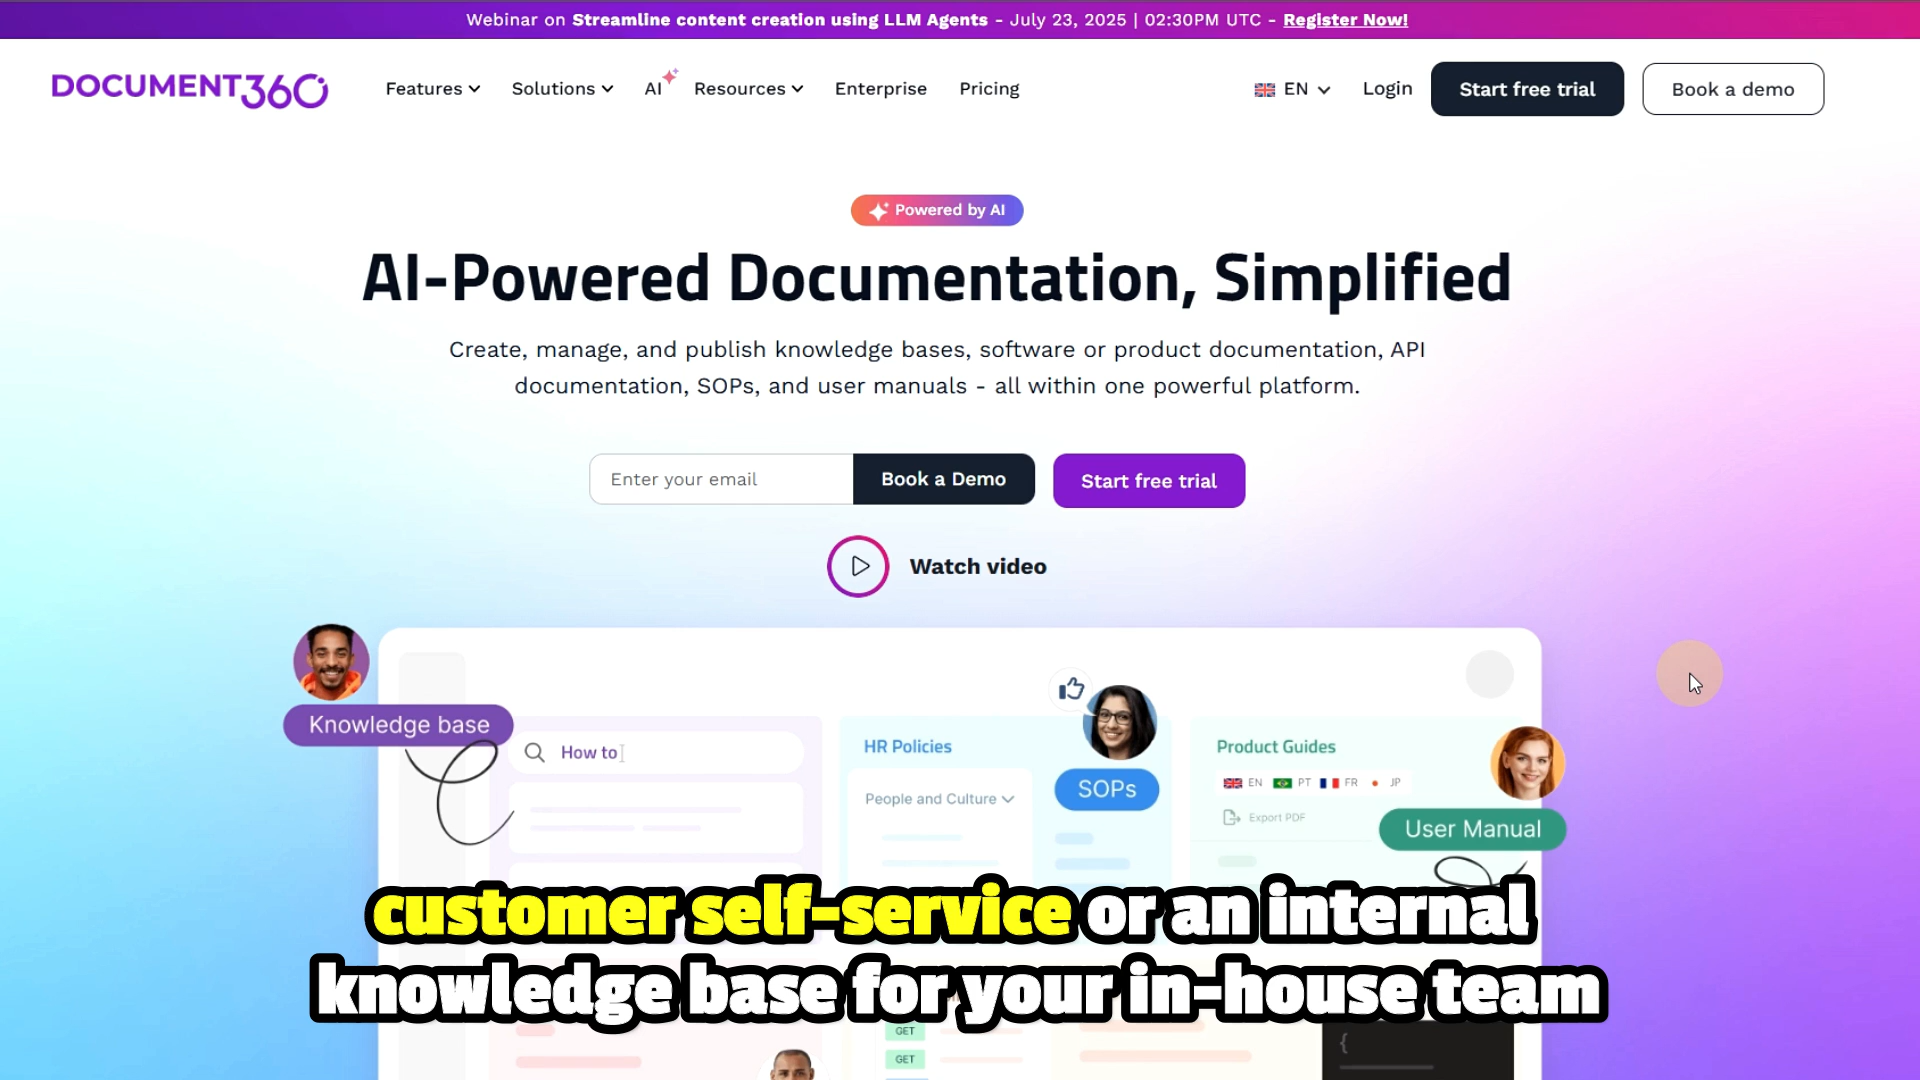 Webinar on Streamline content creation using LLM Agents - July 23, 2025 | 02:30PM UTC - Register Now!
DOCUMENT360
Features
Solutions
AI
Resources
Enterprise
Pricing
EN
Login
Start free trial
Book a demo
Powered by AI
AI-Powered Documentation, Simplified
Create, manage, and publish knowledge bases, software or product documentation, API
documentation, SOPs, and user manuals - all within one powerful platform.
Enter your email
Book a Demo
Start free trial
Watch video
Knowledge base
How to
HR Policies
People and Culture
SOPs
Product Guides
EN PT FR JP
Export PDF
User Manual
customer self-service or an internal
knowledge base for your in-house team
GET
GET
{